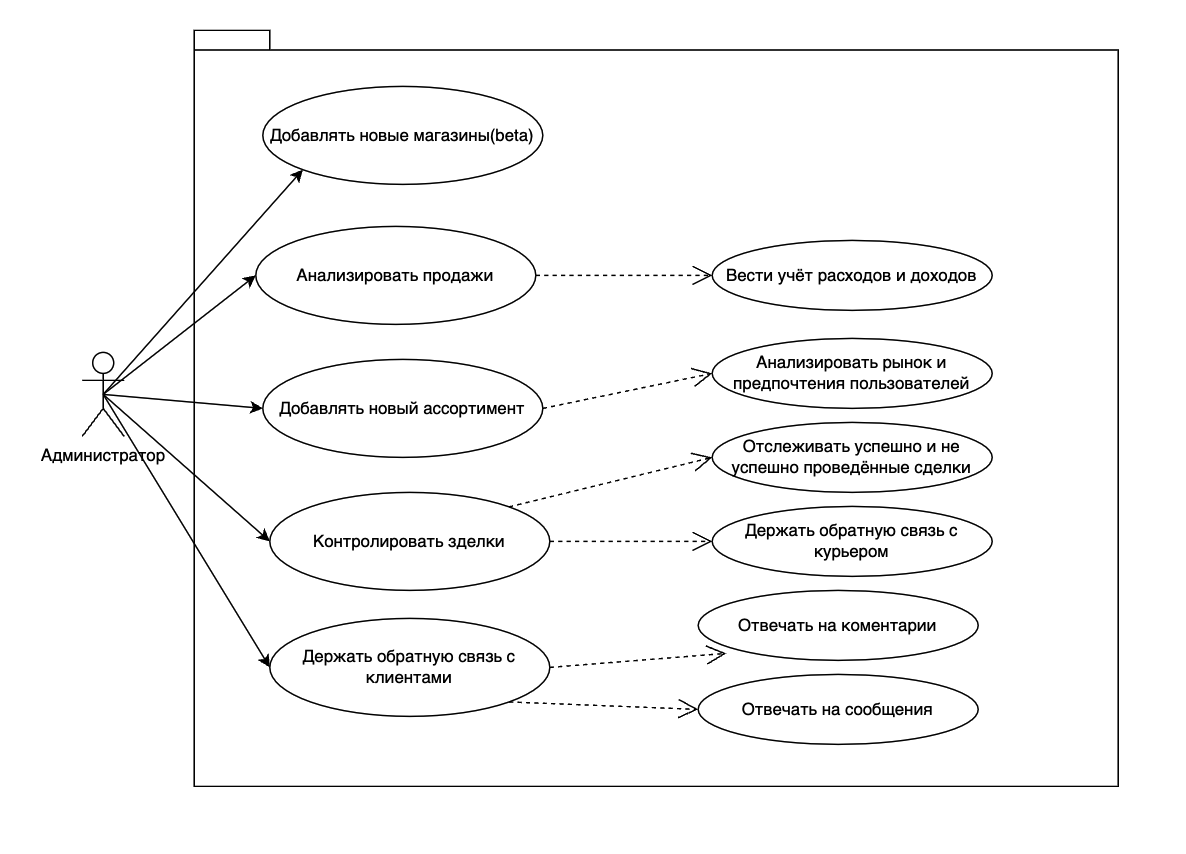 Добавлять новые магазины(beta)
Анализировать продажи
Вести учёт расходов и доходов
Анализировать рынок и
предпочтения пользователей
Добавлять новый ассортимент
Отслеживать успешно и не
успешно проведённые сделки
Администратор
Контролировать зделки
Держать обратную связь с
курьером
Отвечать на коментарии
Держать обратную связь с
клиентами
Отвечать на сообщения